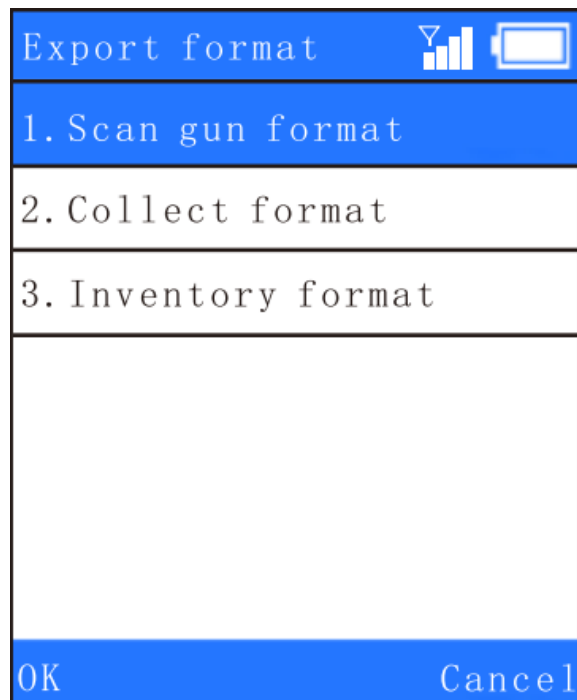 Export format
1.Scan gun format
2.Collect format
3.Inventory format
OK Cancel